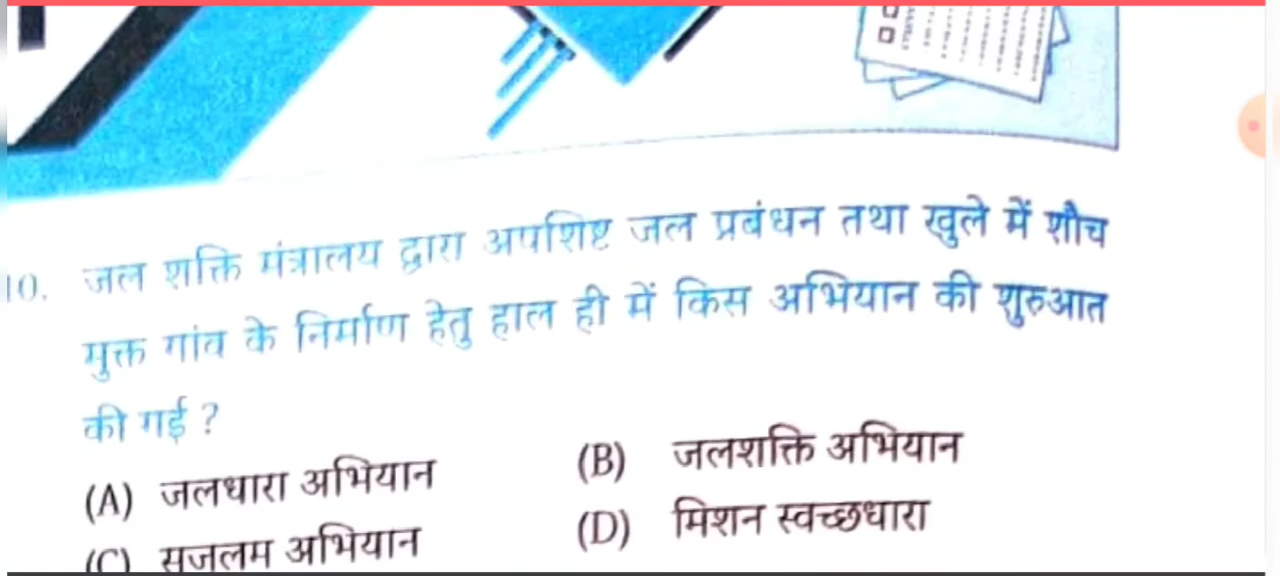 10. जल शक्ति मंत्रालय द्वारा अपशिष्ट जल प्रबंधन तथा खुले में शौच
मुक्त गांव के निर्माण हेतु हाल ही में किस अभियान की शुरुआत
की गई ?
(A) जलधारा अभियान (B) जलशक्ति अभियान
(C) सुजलम अभियान (D) मिशन स्वच्छधारा